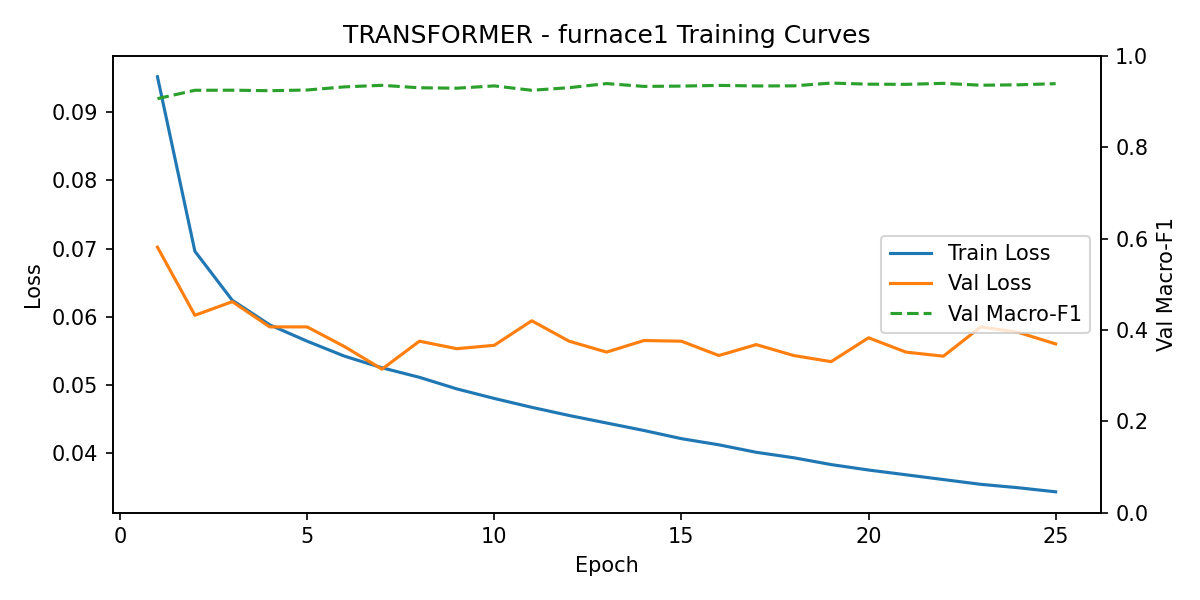 TRANSFORMER - furnace1 Training Curves
0.09
0.08
0.07
0.06
0.05
0.04
Loss
1.0
0.8
0.6
0.4
0.2
0.0
Val Macro-F1
Train Loss
Val Loss
Val Macro-F1
0 5 10 15 20 25
Epoch